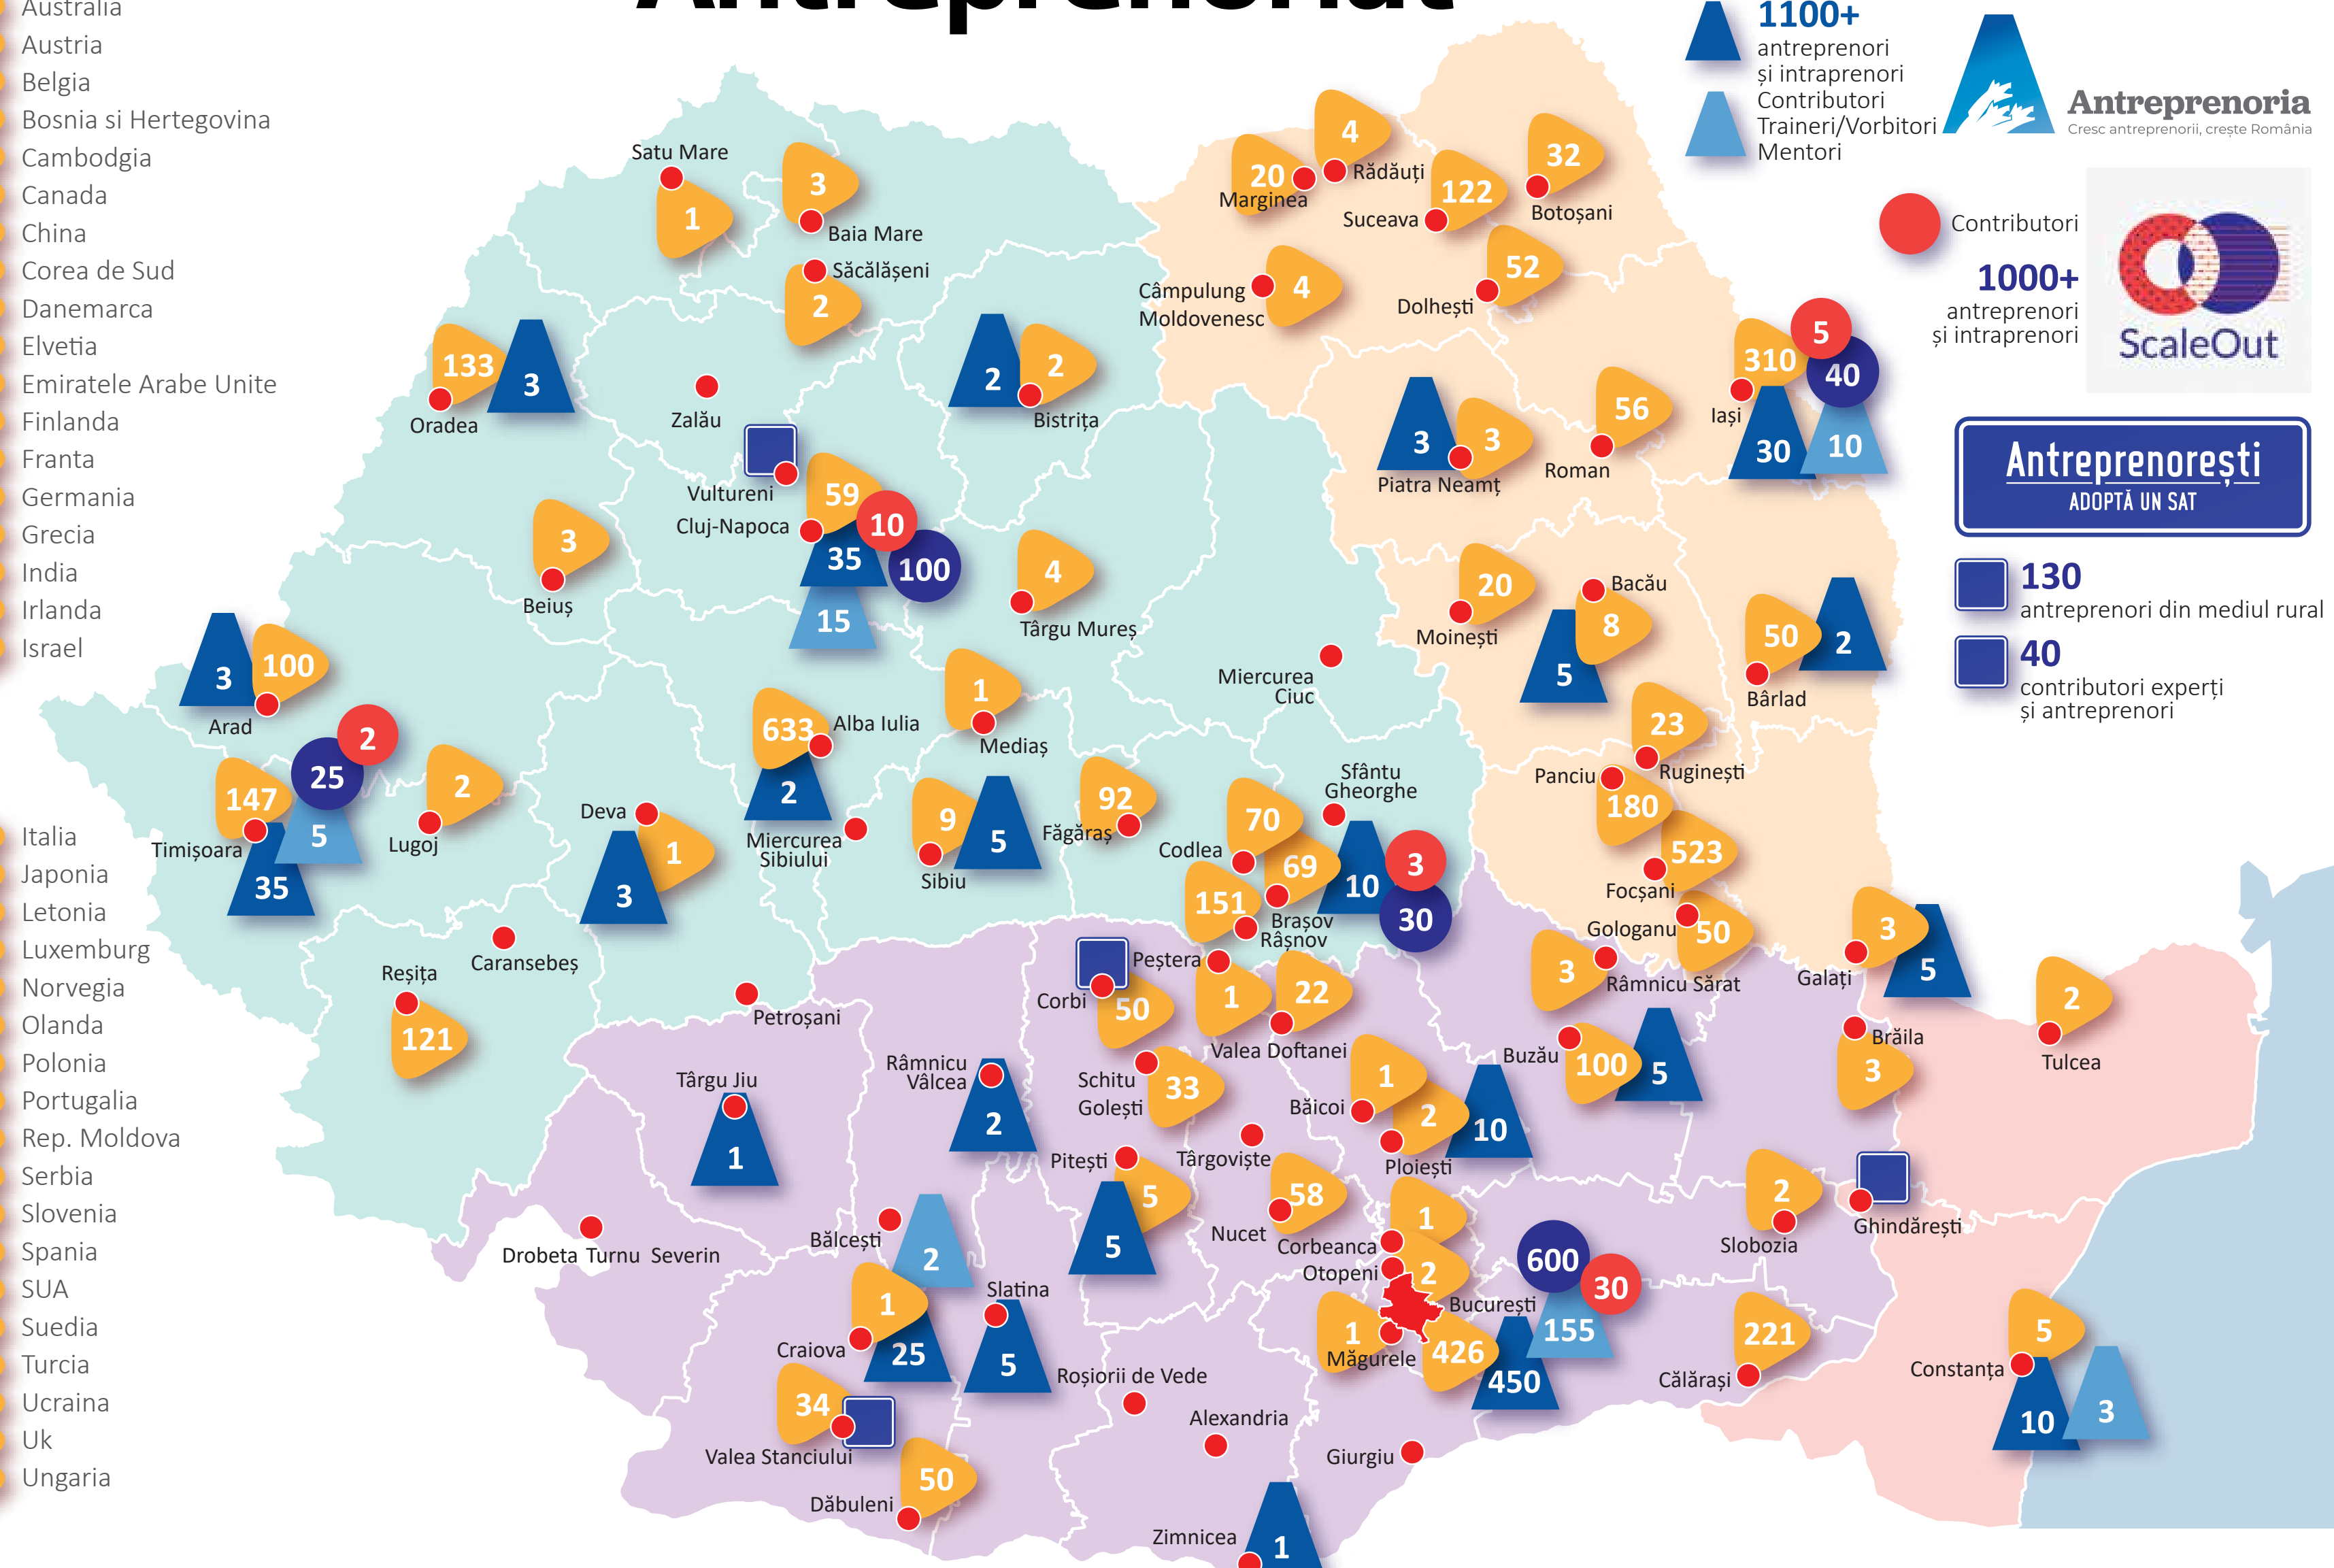 Antreprenoriat
Australia
Austria
Belgia
Bosnia si Hertegovina
Cambodgia
Canada
China
Corea de Sud
Danemarca
Elvetia
Emiratele Arabe Unite
Finlanda
Franta
Germania
Grecia
India
Irlanda
Israel
Italia
Japonia
Letonia
Luxemburg
Norvegia
Olanda
Polonia
Portugalia
Rep. Moldova
Serbia
Slovenia
Spania
SUA
Suedia
Turcia
Ucraina
Uk
Ungaria
1100+
antreprenori
și intraprenori
Contributori
Traineri/Vorbitori
Mentori
Antreprenoria
Cresc antreprenorii, crește România
Contributori
1000+
antreprenori
și intraprenori
ScaleOut
Antreprenorești
ADOPTĂ UN SAT
130
antreprenori din mediul rural
40
contributori experți
și antreprenori
Satu Mare
1
3
Baia Mare
Săcălășeni
2
133
3
Oradea
Zalău
2
2
Bistrița
Vultureni
59
Cluj-Napoca
10
35
100
15
3
Beiuș
4
Târgu Mureș
Miercurea
Ciuc
3
100
Arad
2
25
147
5
Timișoara
35
2
Lugoj
Deva
1
3
633
Alba Iulia
2
Miercurea
Sibiului
1
Mediaș
9
5
Sibiu
92
Făgăraș
70
Codlea
Sfântu
Gheorghe
69
10
3
30
Brașov
151
Râșnov
Reșița
121
Caransebeș
Petroșani
4
20
Rădăuți
Marginea
122
Suceava
32
Botoșani
Câmpulung
Moldovenesc
4
52
Dolhești
310
5
40
Iași
30
10
3
3
Piatra Neamț
56
Roman
20
Moinești
Bacău
8
5
50
2
Bârlad
23
Ruginești
Panciu
180
523
Focșani
Gologanu
50
3
Râmnicu Sărat
3
5
Galați
2
Tulcea
Brăila
3
Corbi
50
Peștera
1
22
Valea Doftanei
Schitu
Golești
33
Târgu Jiu
1
Râmnicu
Vâlcea
2
1
Băicoi
2
10
Ploiești
Buzău
100
5
Pitești
5
5
Târgoviște
58
Nucet
1
Corbeanca
Otopeni
2
București
600
30
155
426
450
1
Măgurele
2
Slobozia
Ghindărești
221
Călărași
5
Constanța
10
3
Drobeta Turnu Severin
Bălcești
2
1
Craiova
25
Slatina
5
34
Valea Stanciului
50
Dăbuleni
Roșiorii de Vede
Alexandria
Giurgiu
Zimnicea
1